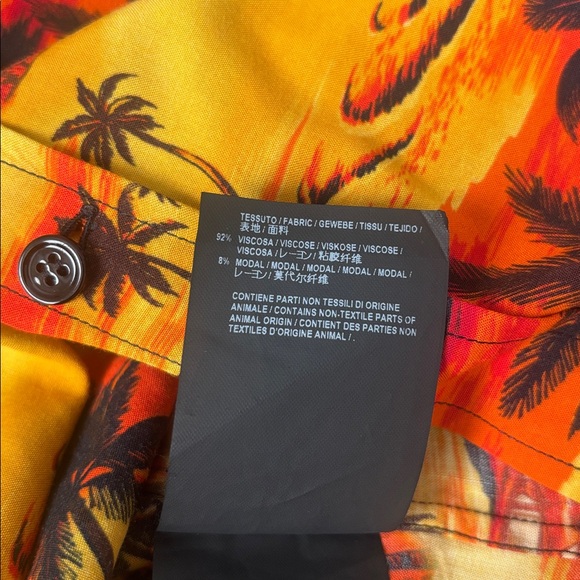 TESSUTO / FABRIC / GEWEBE / TISSU / TEJIDO /
表地 / 面料
92% VISCOSA / VISCOSE / VISKOSE / VISCOSE /
VISCOSA / レーヨン / 粘胶纤维
8% MODAL / MODAL / MODAL / MODAL / MODAL /
レーヨン / 莫代尔纤维
CONTIENE PARTI NON TESSILI DI ORIGINE
ANIMALE / CONTAINS NON-TEXTILE PARTS OF
ANIMAL ORIGIN / CONTIENT DES PARTIES NON
TEXTILES D'ORIGINE ANIMAL / .